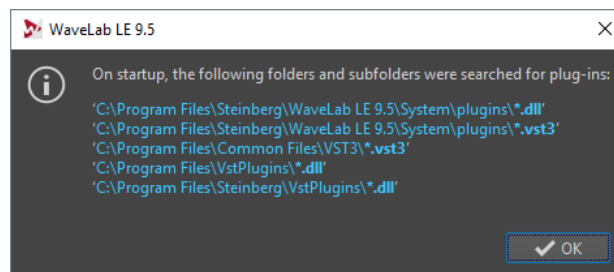 WaveLab LE 9.5
On startup, the following folders and subfolders were searched for plug-ins:
'C:\Program Files\Steinberg\WaveLab LE 9.5\System\plugins\*.dll'
'C:\Program Files\Steinberg\WaveLab LE 9.5\System\plugins\*.vst3'
'C:\Program Files\Common Files\VST3\*.vst3'
'C:\Program Files\VstPlugins\*.dll'
'C:\Program Files\Steinberg\VstPlugins\*.dll'
OK